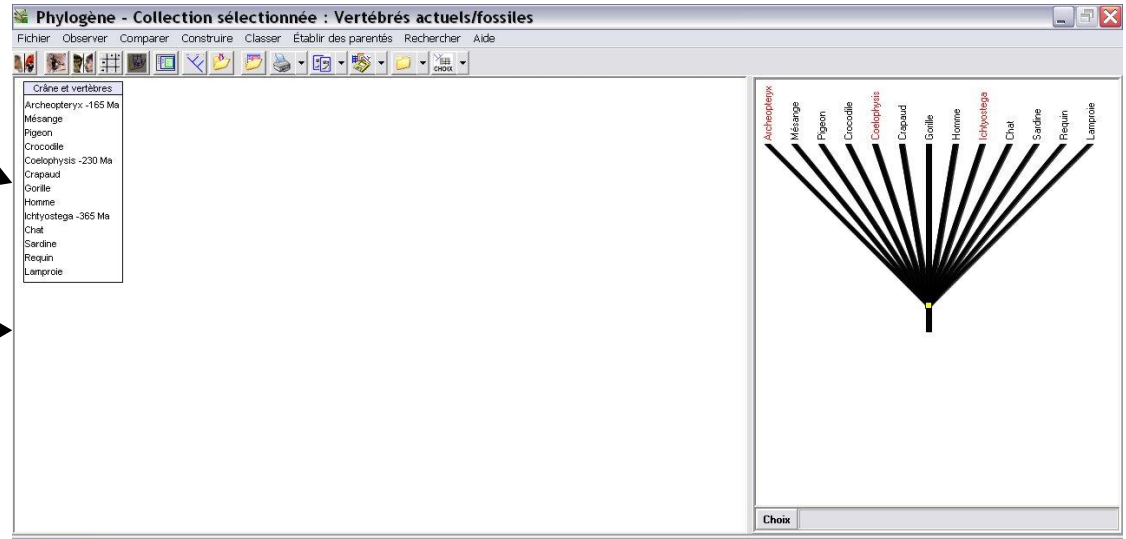 Phylogène - Collection sélectionnée : Vertébrés actuels/fossiles
Fichier Observer Comparer Construire Classer Établir des parentés Rechercher Aide
CHOIX
Crâne et vertèbres
Archeopteryx -165 Ma
Mésange
Pigeon
Crocodile
Coelophysis -230 Ma
Crapaud
Gorille
Homme
Ichtyostega -365 Ma
Chat
Sardine
Requin
Lamproie
Archeopteryx
Mésange
Pigeon
Crocodile
Coelophysis
Crapaud
Gorille
Homme
Ichtyostega
Chat
Sardine
Requin
Lamproie
Choix